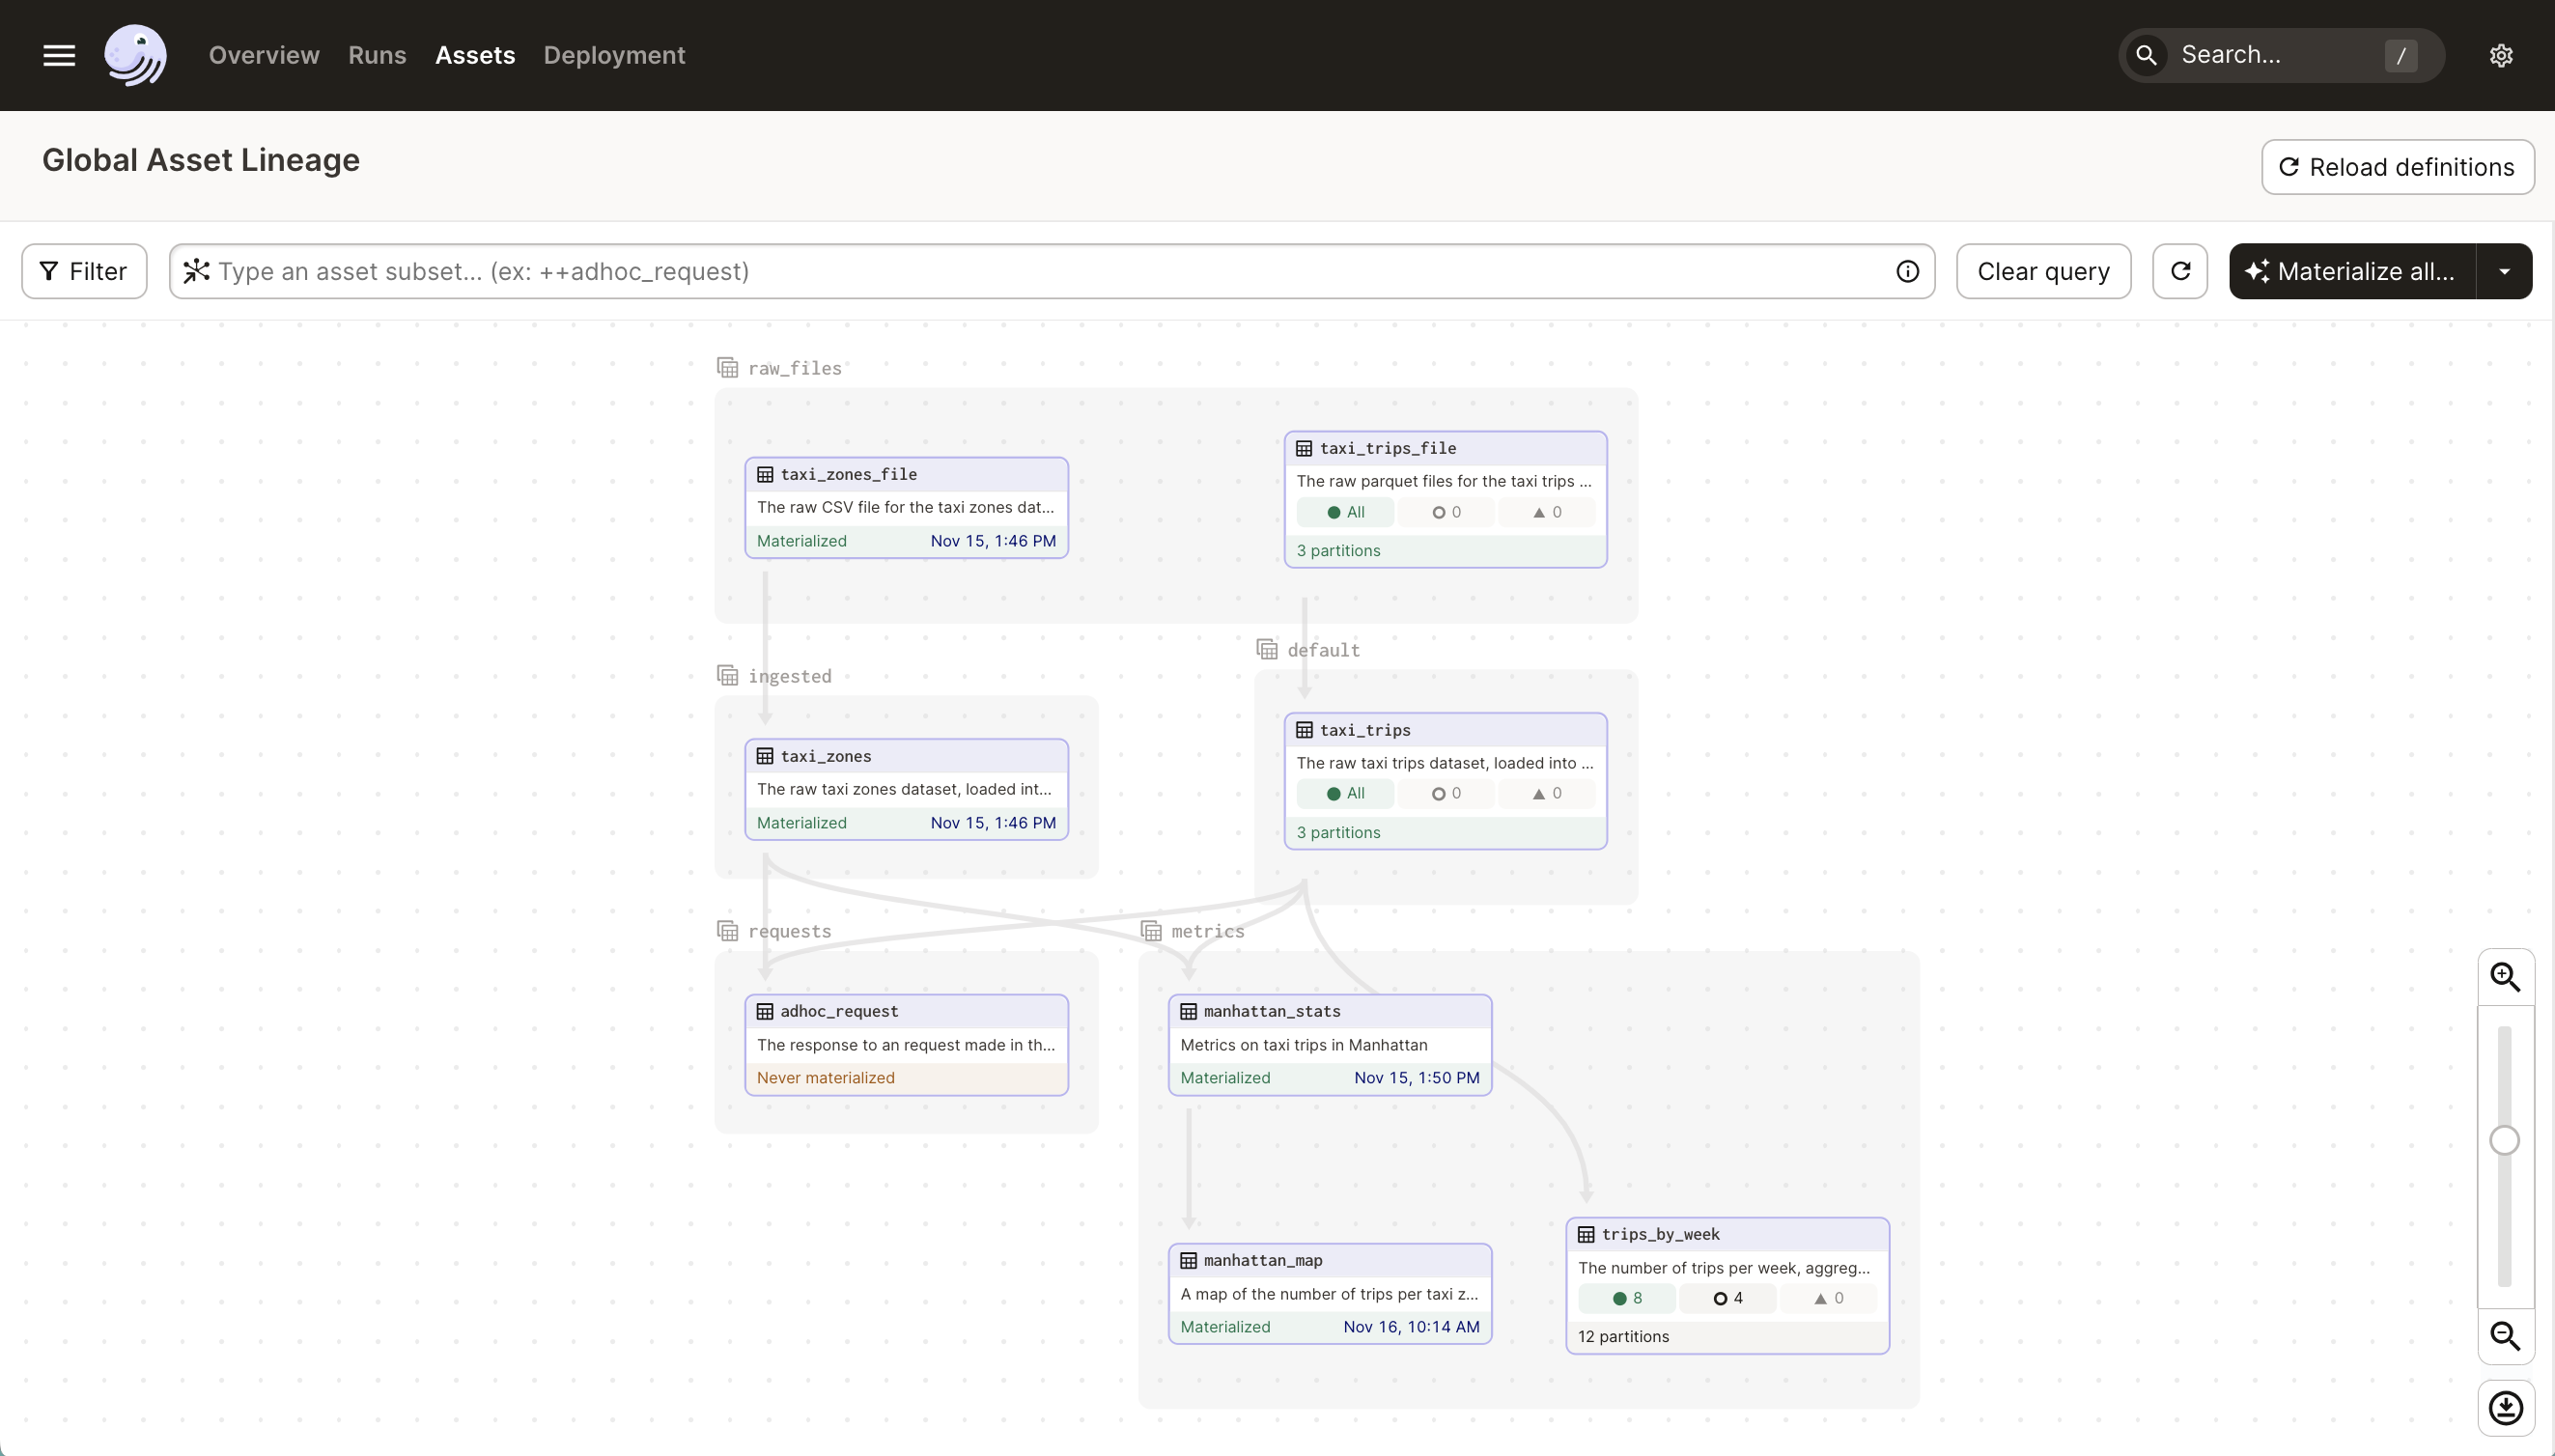 Overview Runs Assets Deployment
Search... /
Global Asset Lineage
Reload definitions
Filter
Type an asset subset… (ex: ++adhoc_request)
Clear query
Materialize all…
raw_files
taxi_zones_file
The raw CSV file for the taxi zones dat…
Materialized Nov 15, 1:46 PM
taxi_trips_file
The raw parquet files for the taxi trips …
All 0 0
3 partitions
ingested
taxi_zones
The raw taxi zones dataset, loaded int…
Materialized Nov 15, 1:46 PM
default
taxi_trips
The raw taxi trips dataset, loaded into …
All 0 0
3 partitions
requests
adhoc_request
The response to an request made in th…
Never materialized
metrics
manhattan_stats
Metrics on taxi trips in Manhattan
Materialized Nov 15, 1:50 PM
manhattan_map
A map of the number of trips per taxi z…
Materialized Nov 16, 10:14 AM
trips_by_week
The number of trips per week, aggreg…
8 4 0
12 partitions